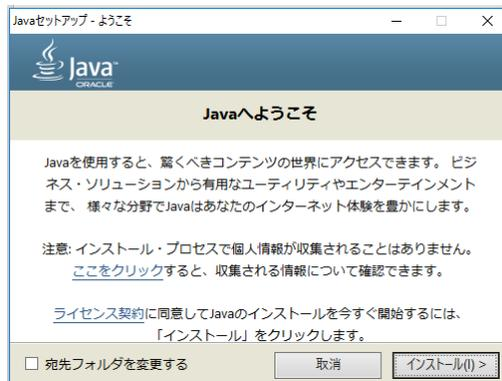 Javaセットアップ - ようこそ
Java™
ORACLE
Javaへようこそ
Javaを使用すると、驚くべきコンテンツの世界にアクセスできます。 ビジ
ネス・ソリューションから有用なユーティリティやエンターテインメント
まで、 様々な分野でJavaはあなたのインターネット体験を豊かにします。
注意: インストール・プロセスで個人情報が収集されることはありません。
ここをクリックすると、収集される情報について確認できます。
ライセンス契約に同意してJavaのインストールを今すぐ開始するには、
「インストール」をクリックします。
宛先フォルダを変更する
取消
インストール(I) >